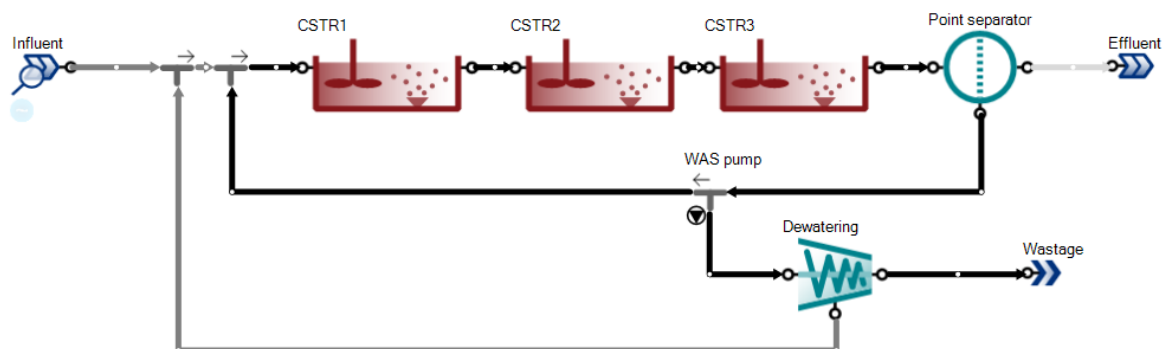 Influent
CSTR1
CSTR2
CSTR3
Point separator
Effluent
WAS pump
Dewatering
Wastage